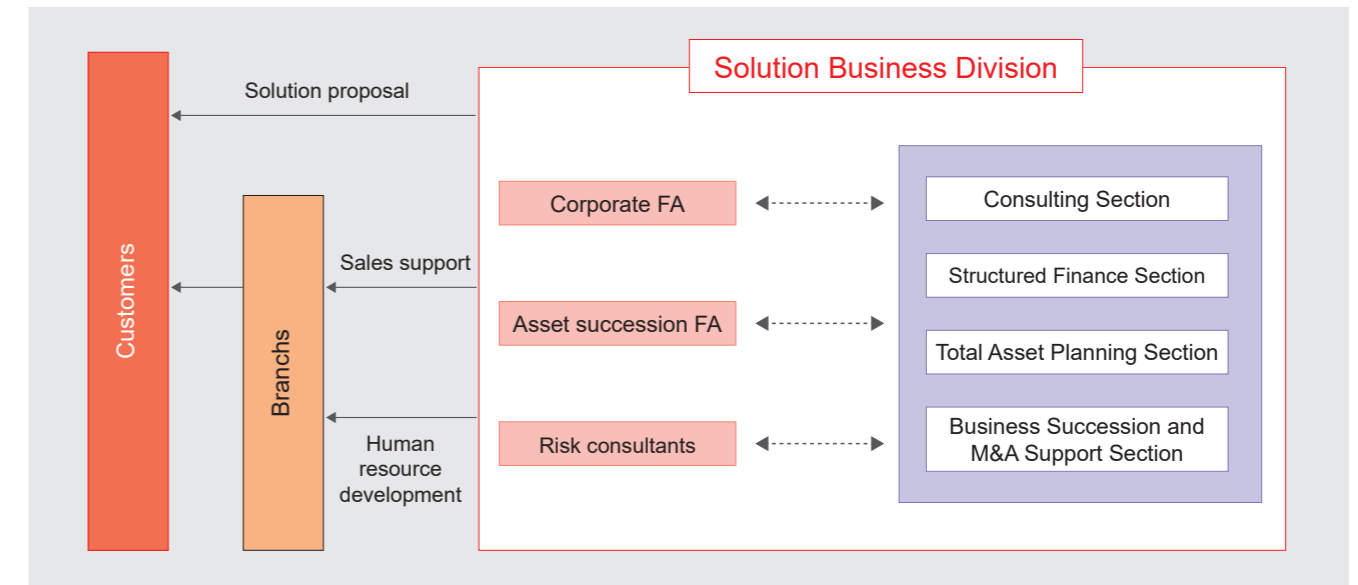 Solution Business Division
Solution proposal
Customers
Branchs
Sales support
Human
resource
development
Corporate FA
Asset succession FA
Risk consultants
Consulting Section
Structured Finance Section
Total Asset Planning Section
Business Succession and
M&A Support Section